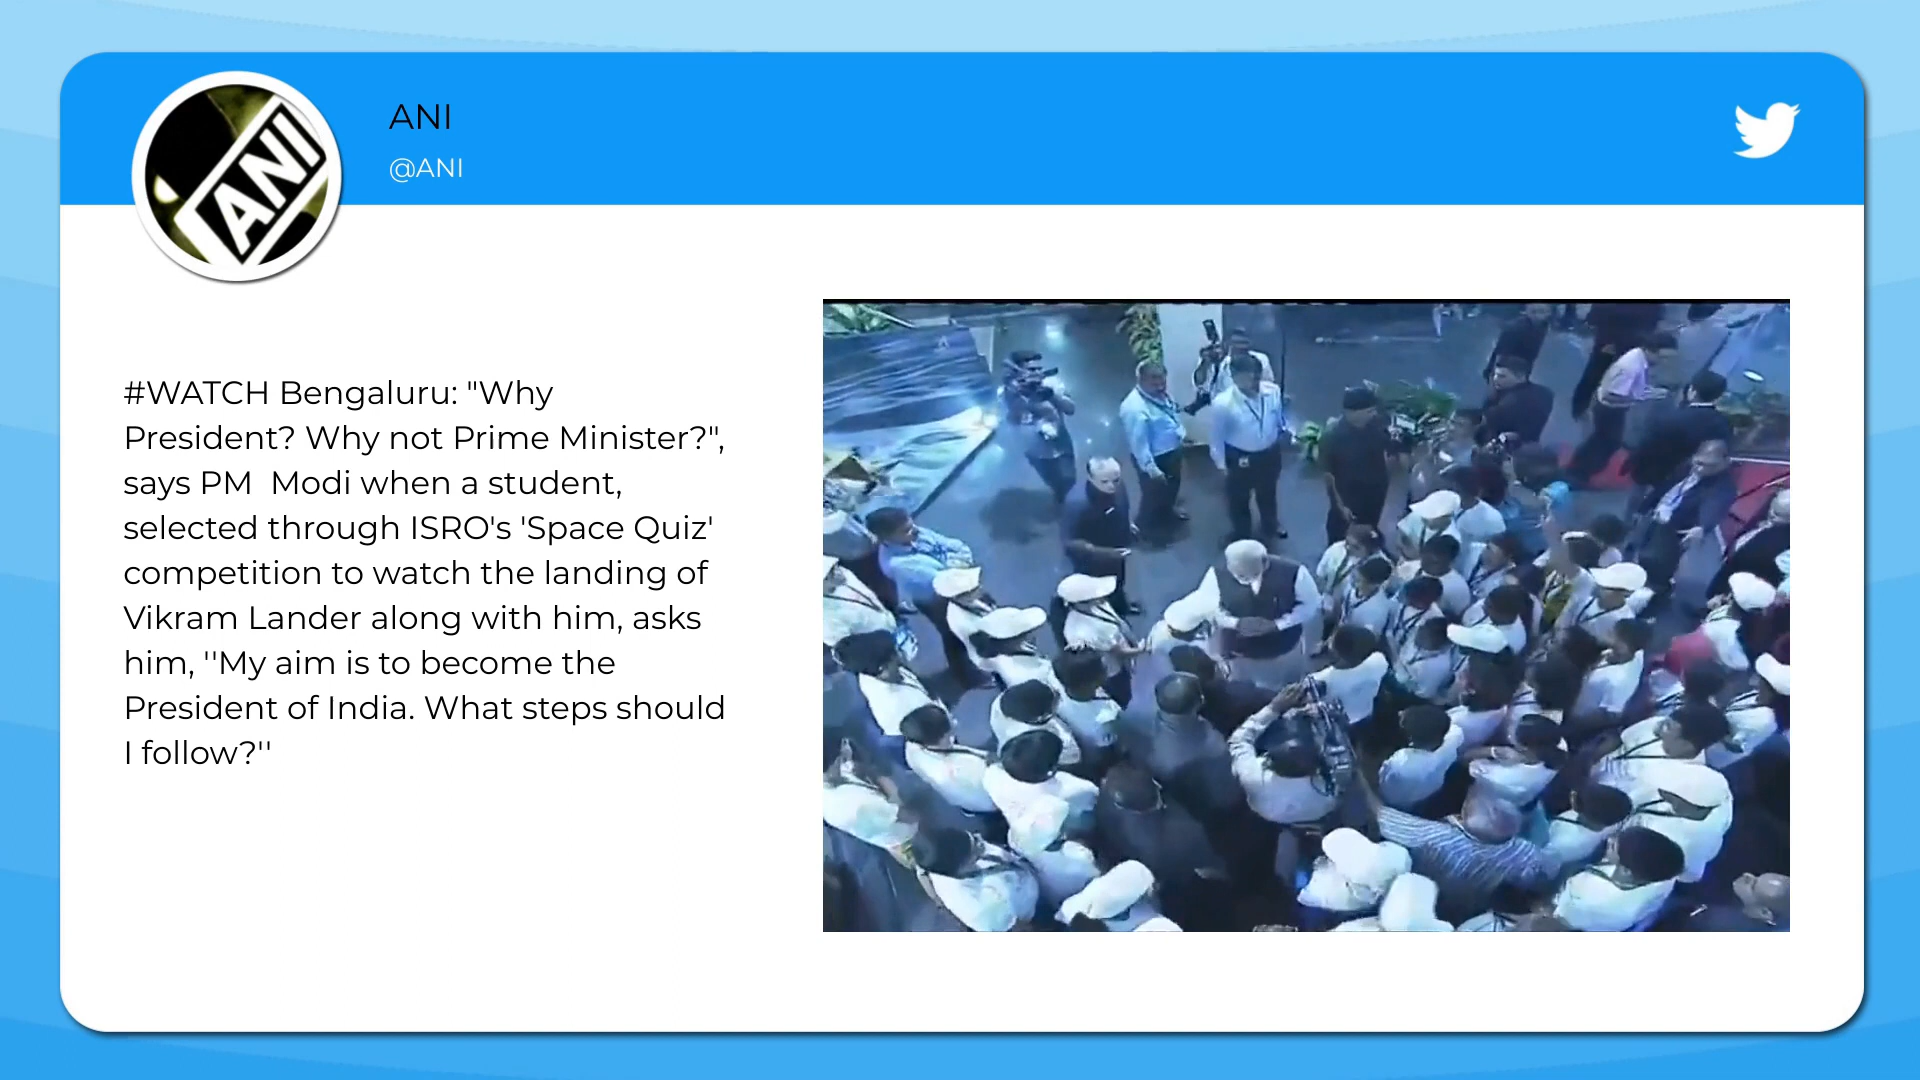 ANI
ANI
@ANI
#WATCH Bengaluru: "Why
President? Why not Prime Minister?",
says PM  Modi when a student,
selected through ISRO's 'Space Quiz'
competition to watch the landing of
Vikram Lander along with him, asks
him, ''My aim is to become the
President of India. What steps should
I follow?''